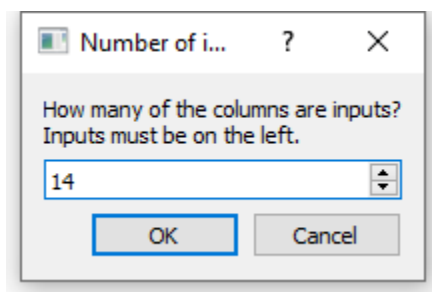 Number of i... ?
How many of the columns are inputs?
Inputs must be on the left.
14
OK Cancel